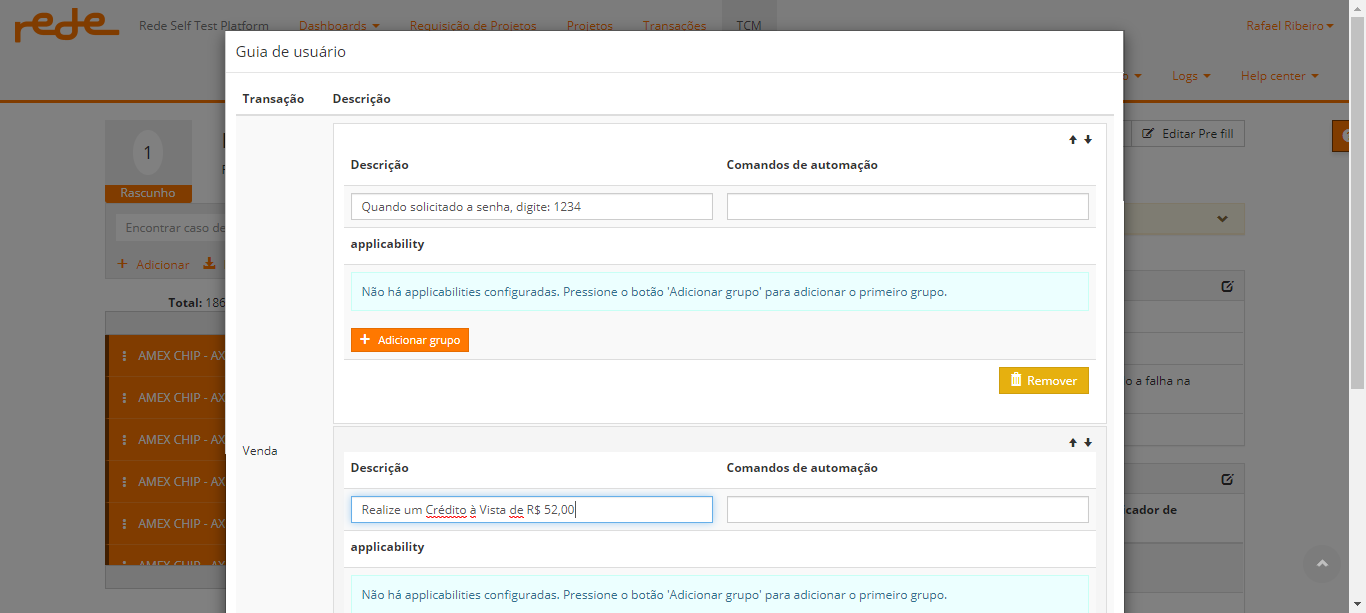 rede Rede Self Test Platform Dashboards Requisição de Projetos Projetos Transações TCM Rafael Ribeiro
Logs Help center
Guia de usuário
Transação Descrição
1
Rascunho
Editar Pre fill
Descrição Comandos de automação
Quando solicitado a senha, digite: 1234
Encontrar caso de
applicability
+ Adicionar
Não há applicabilities configuradas. Pressione o botão 'Adicionar grupo' para adicionar o primeiro grupo.
Total: 186
+ Adicionar grupo
AMEX CHIP - AX
Remover
o a falha na
AMEX CHIP - AX
AMEX CHIP - AX
Venda
Descrição Comandos de automação
AMEX CHIP - AX
Realize um Crédito à Vista de R$ 52,00
cador de
AMEX CHIP - AX
applicability
AMEX CHIP - AX
Não há applicabilities configuradas. Pressione o botão 'Adicionar grupo' para adicionar o primeiro grupo.